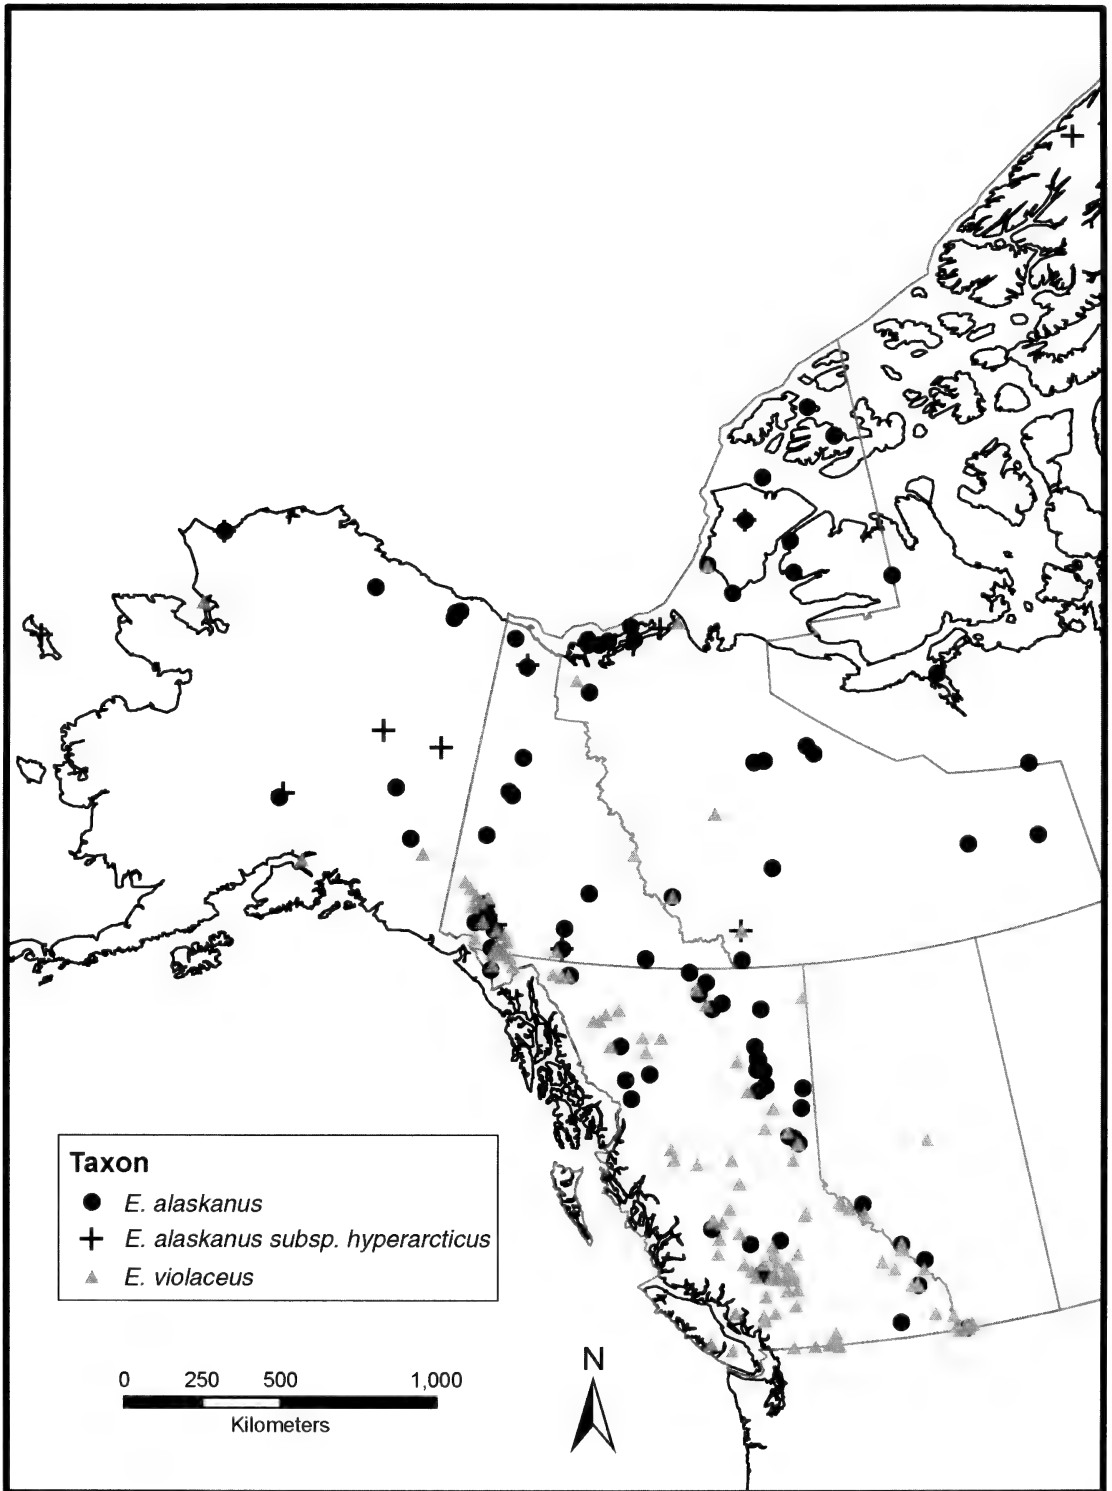 Taxon
E. alaskanus
E. alaskanus subsp. hyperarcticus
E. violaceus
0 250 500 1,000
Kilometers
N